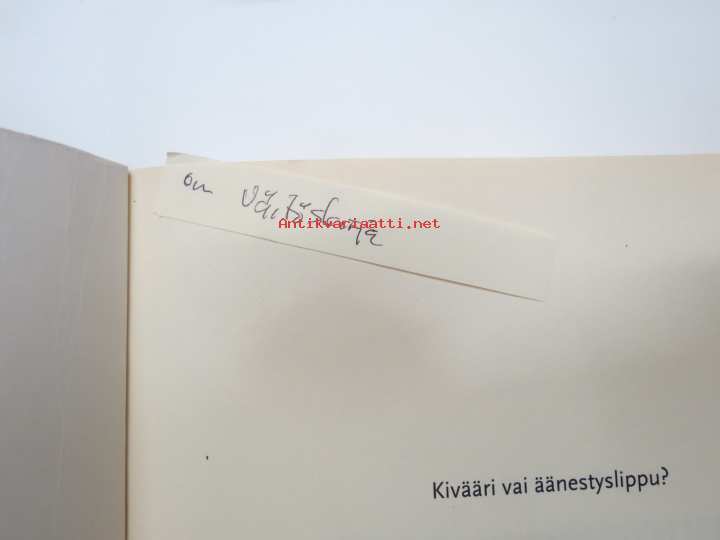 on Väitöskirja
Antikvariaatti.net
Kivääri vai äänestyslippu?